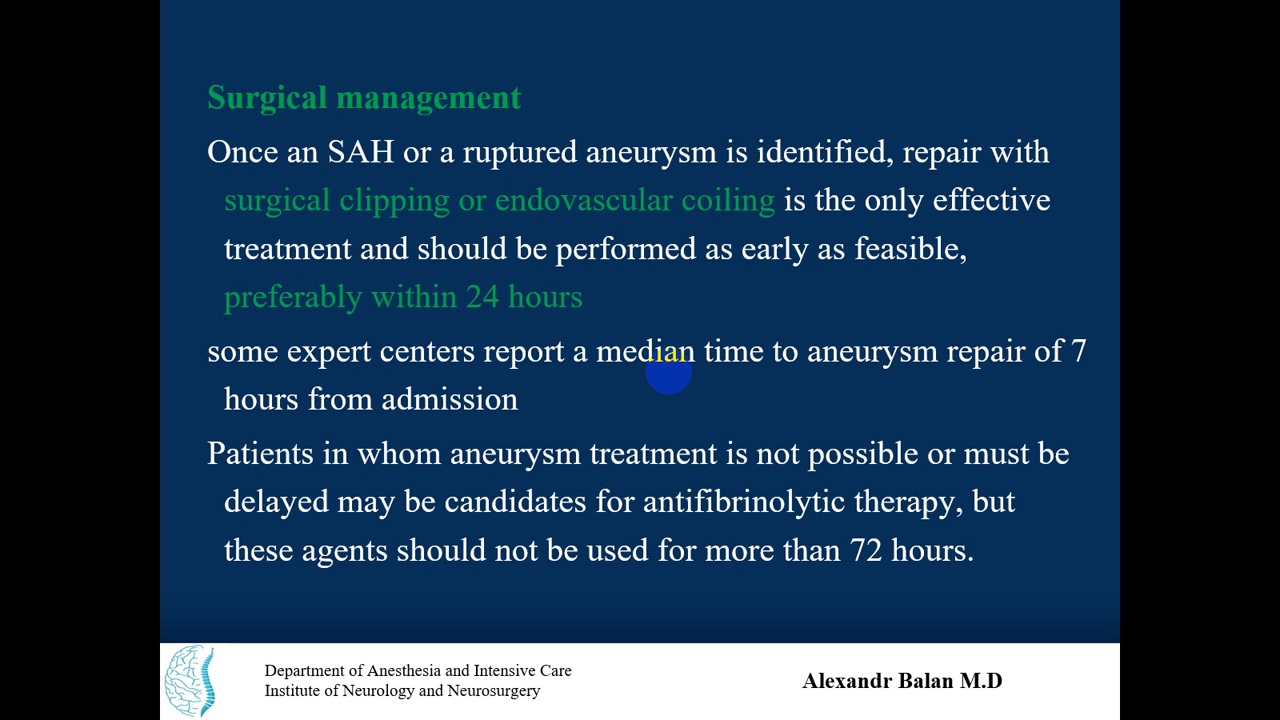 Surgical management
Once an SAH or a ruptured aneurysm is identified, repair with
surgical clipping or endovascular coiling is the only effective
treatment and should be performed as early as feasible,
preferably within 24 hours
some expert centers report a median time to aneurysm repair of 7
hours from admission
Patients in whom aneurysm treatment is not possible or must be
delayed may be candidates for antifibrinolytic therapy, but
these agents should not be used for more than 72 hours.
Department of Anesthesia and Intensive Care
Institute of Neurology and Neurosurgery
Alexandr Balan M.D